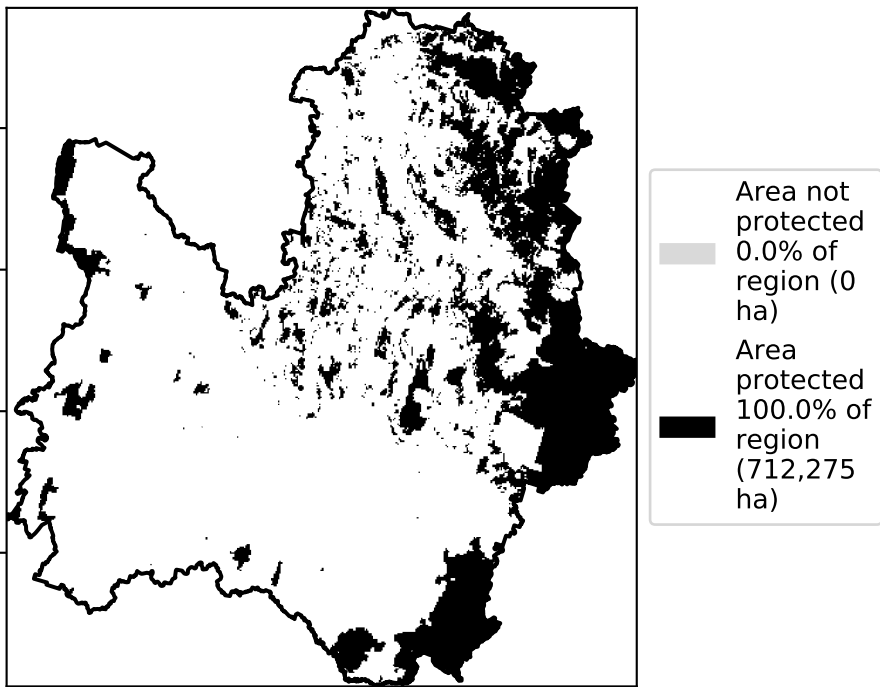 Area not
protected
0.0% of
region (0
ha)
Area
protected
100.0% of
region
(712,275
ha)